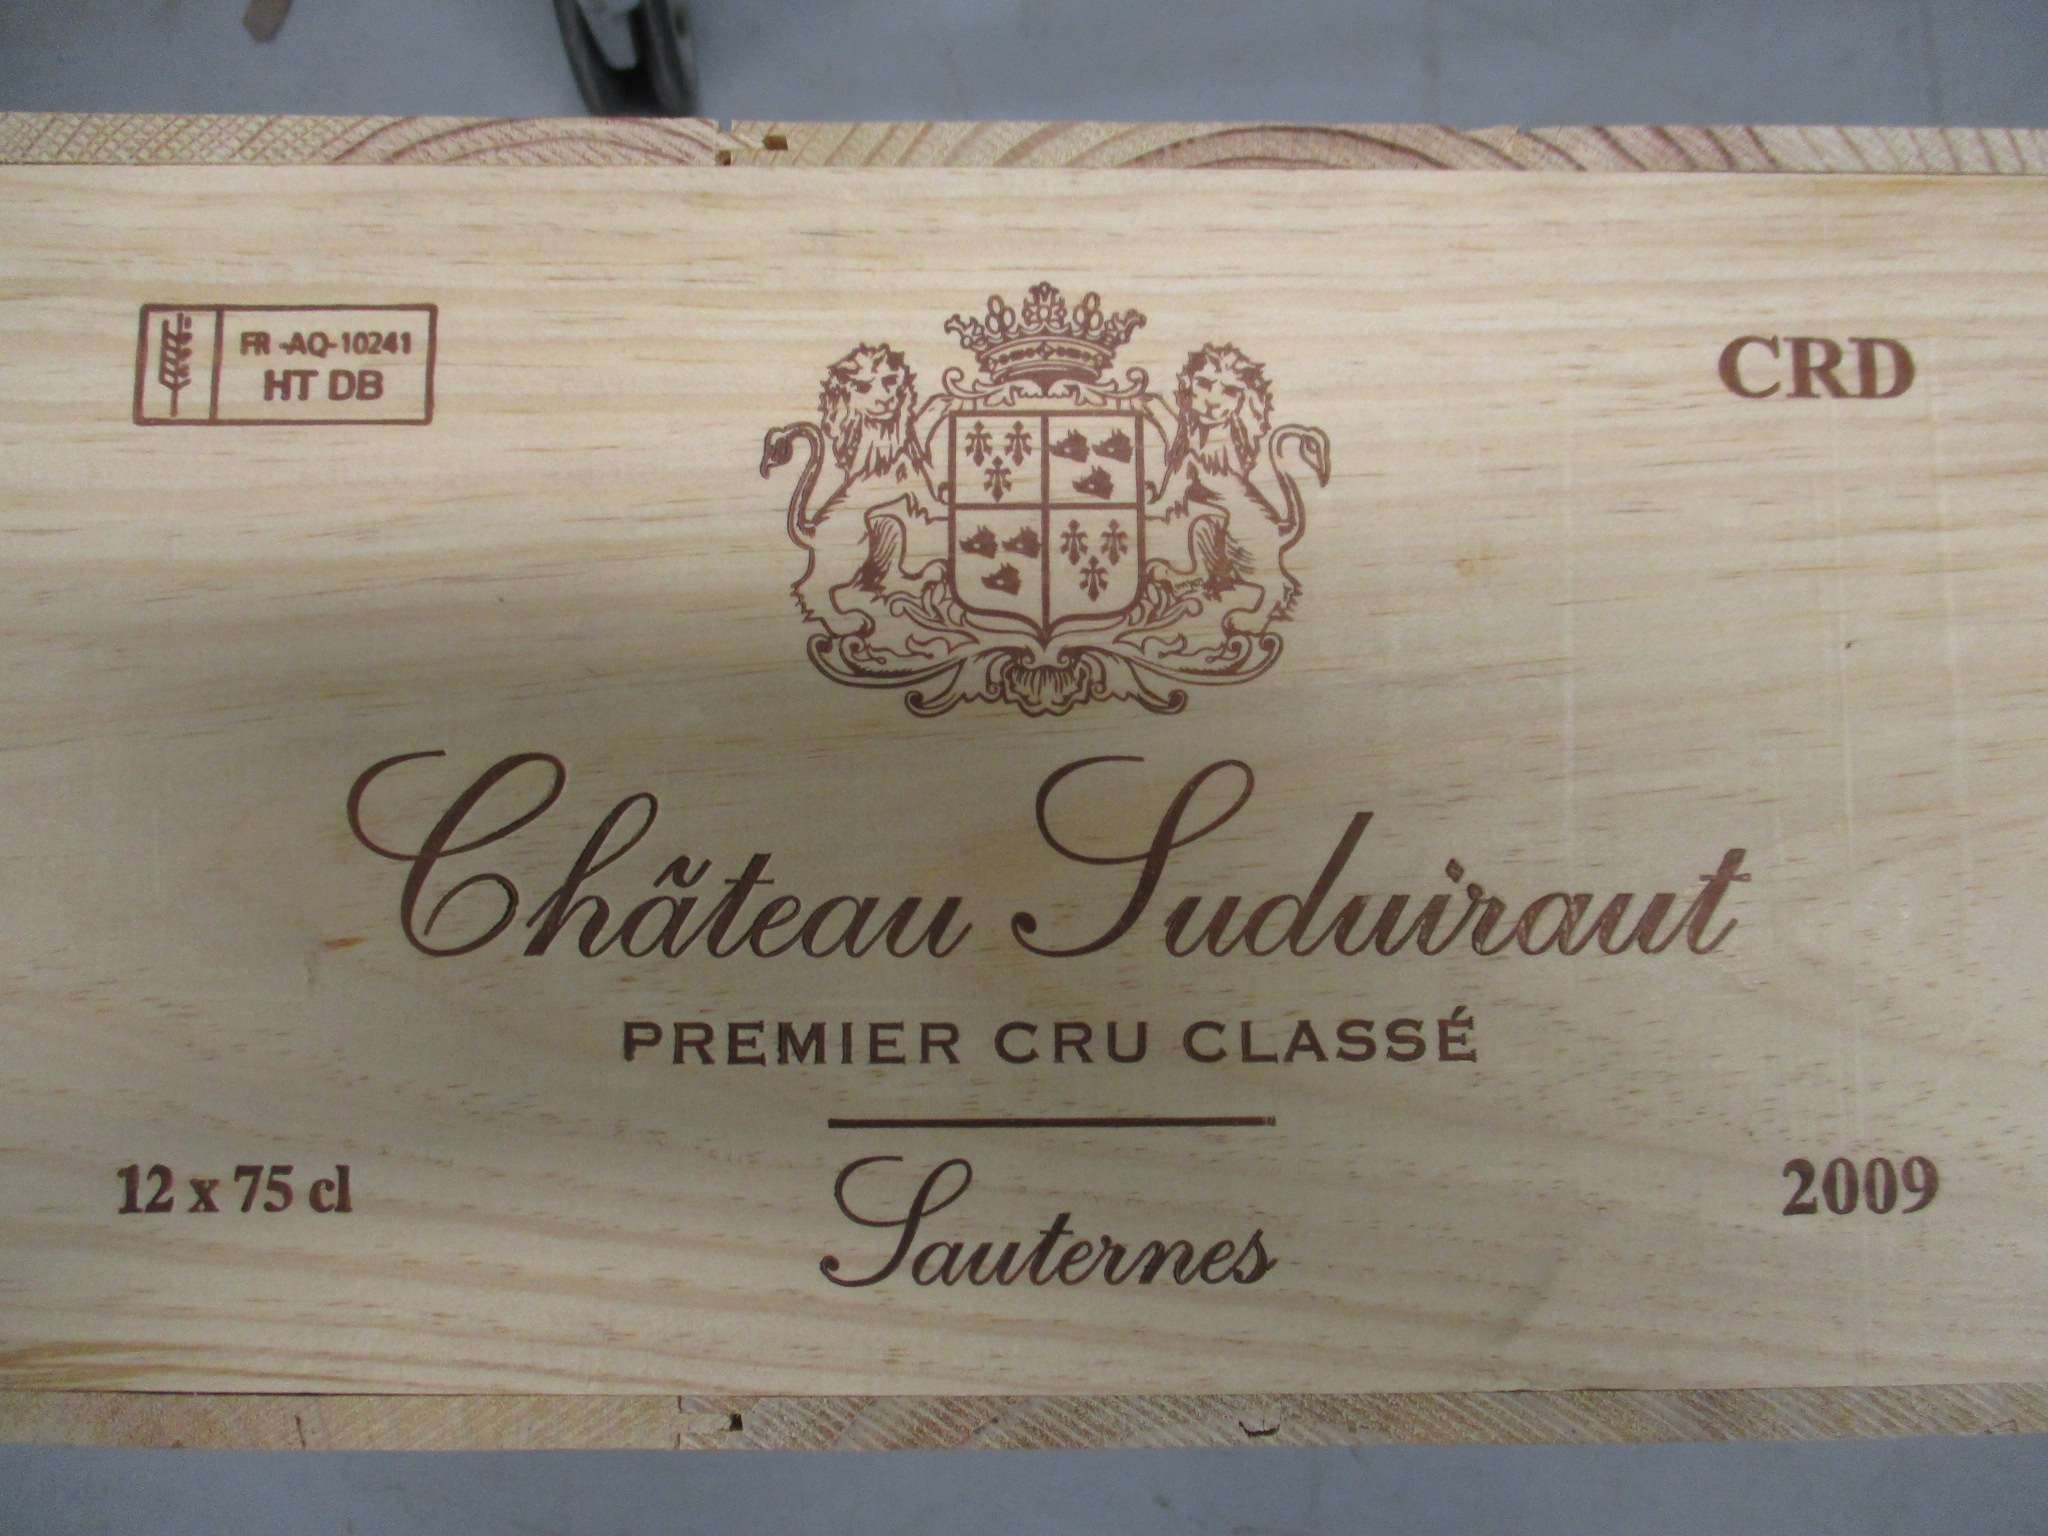 FR -AQ-10241
HT DB
CRD
Château Suduiraut
PREMIER CRU CLASSÉ
12 x 75 cl
2009
Sauternes